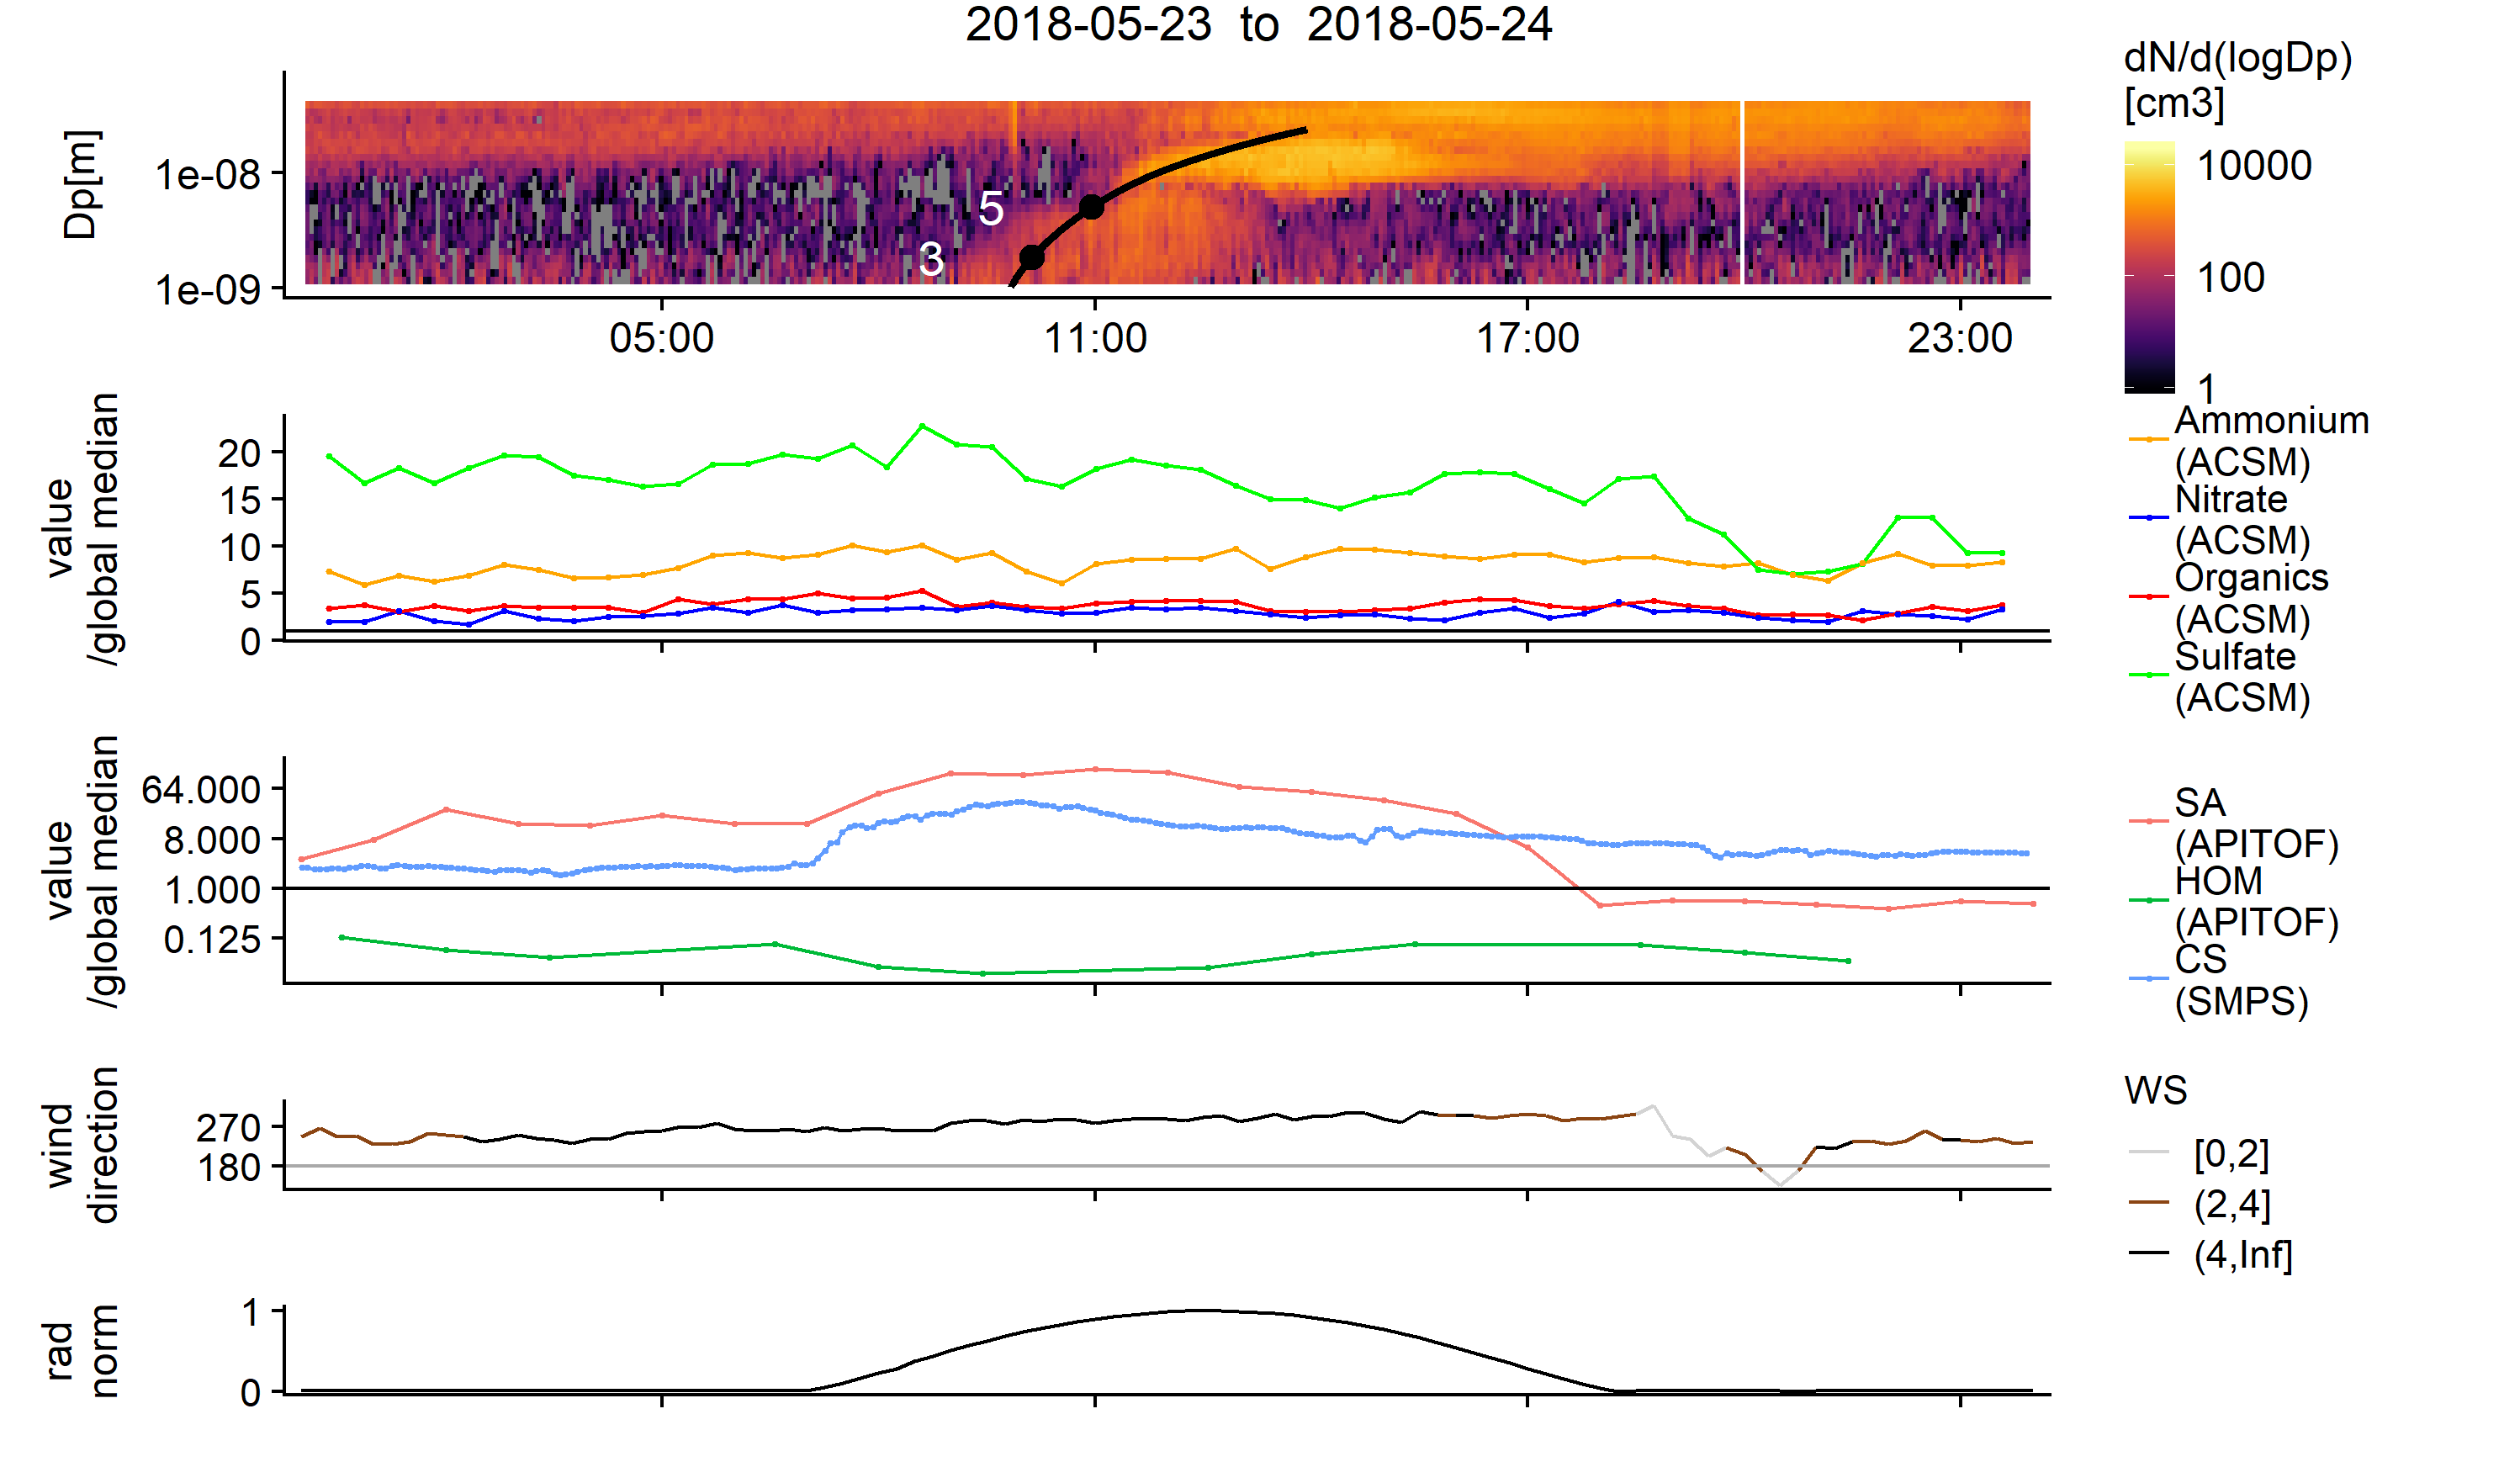 2018-05-23 to 2018-05-24
Dp[m]
1e-08
1e-09
5
3
05:00
11:00
17:00
23:00
dN/d(logDp)
[cm3]
10000
100
1
value
/global median
20
15
10
5
0
Ammonium
(ACSM)
Nitrate
(ACSM)
Organics
(ACSM)
Sulfate
(ACSM)
value
/global median
64.000
8.000
1.000
0.125
SA
(APITOF)
HOM
(APITOF)
CS
(SMPS)
wind
direction
270
180
WS
[0,2]
(2,4]
(4,Inf]
rad
norm
1
0